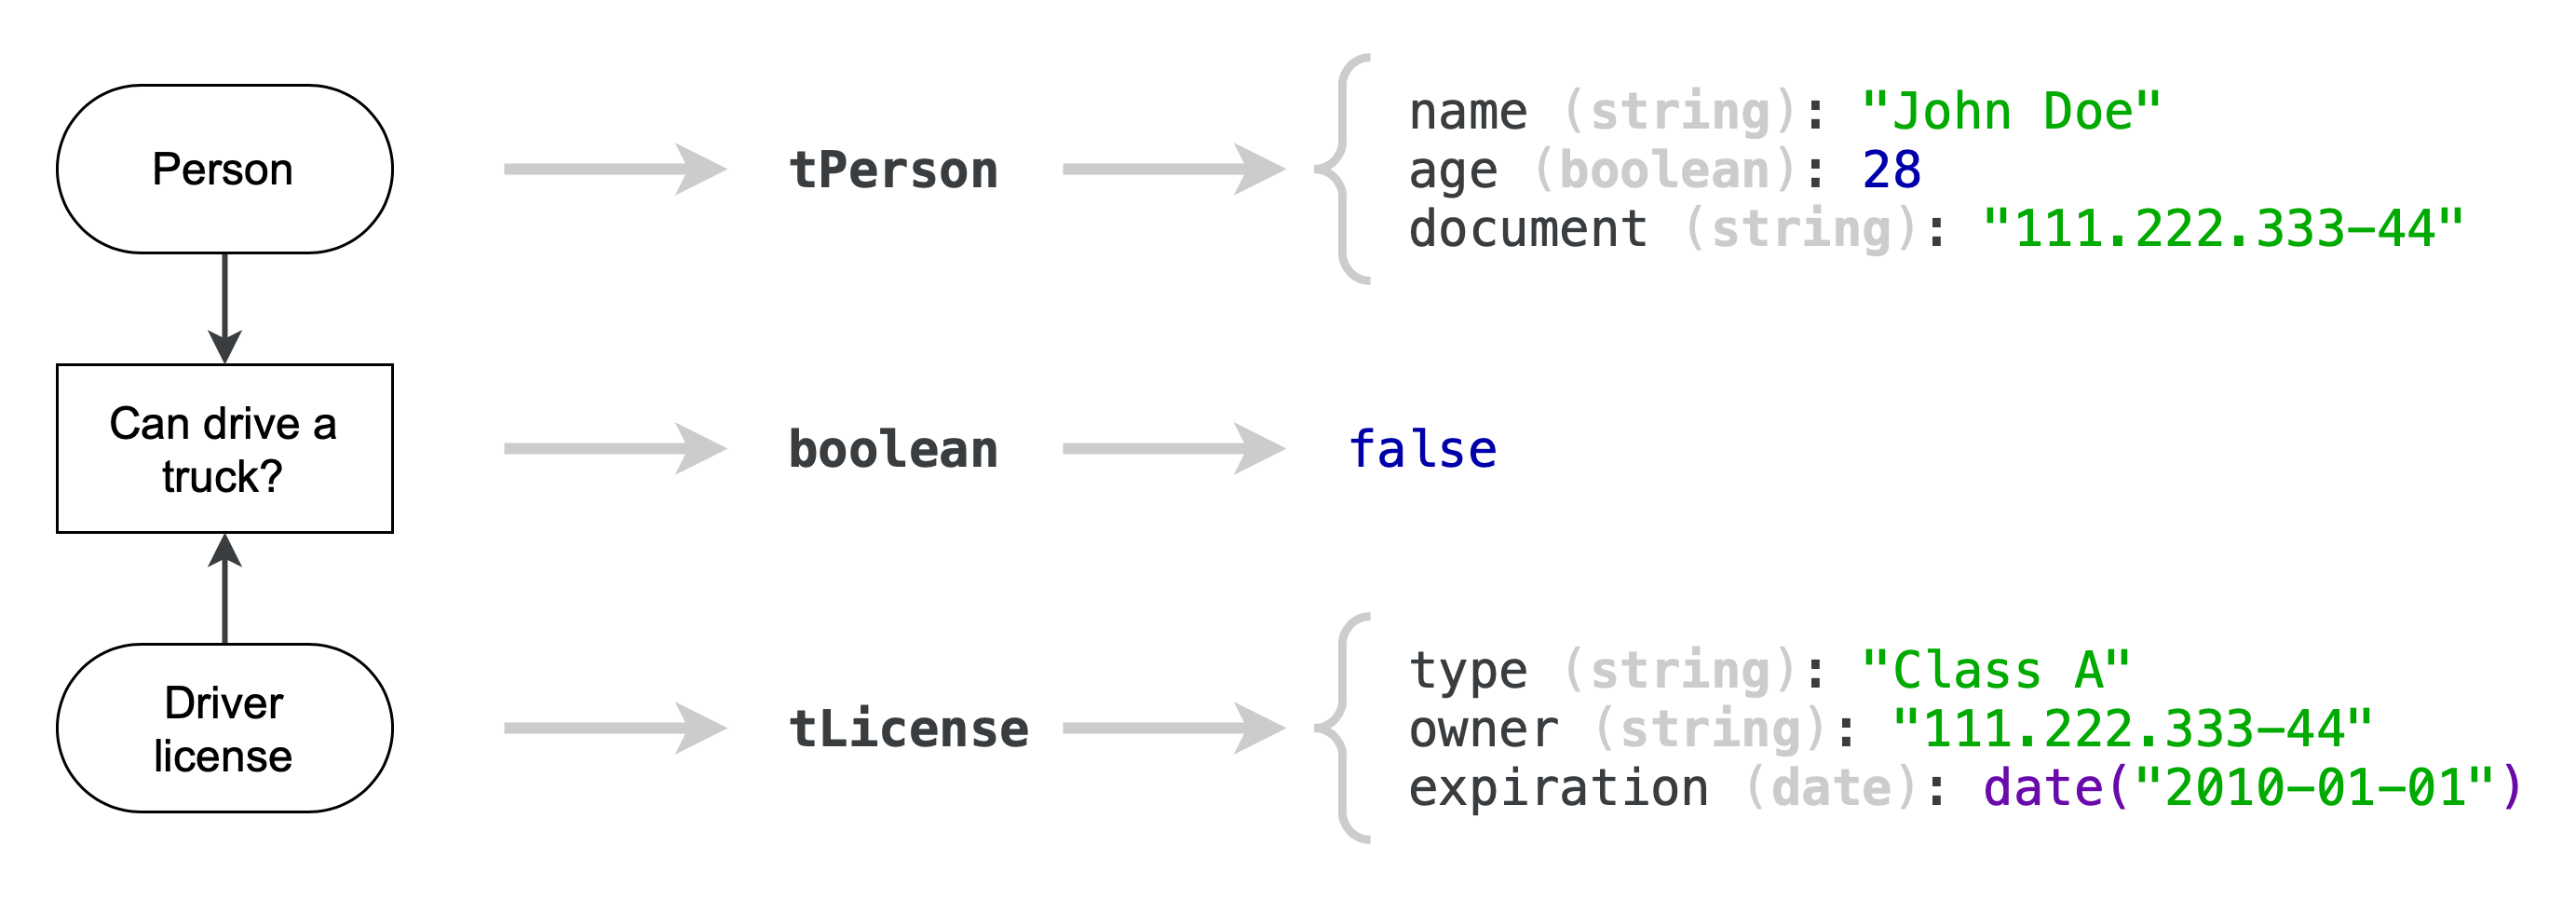 Person
tPerson
name (string): "John Doe"
age (boolean): 28
document (string): "111.222.333-44"
Can drive a
truck?
boolean
false
Driver
license
tLicense
type (string): "Class A"
owner (string): "111.222.333-44"
expiration (date): date("2010-01-01")